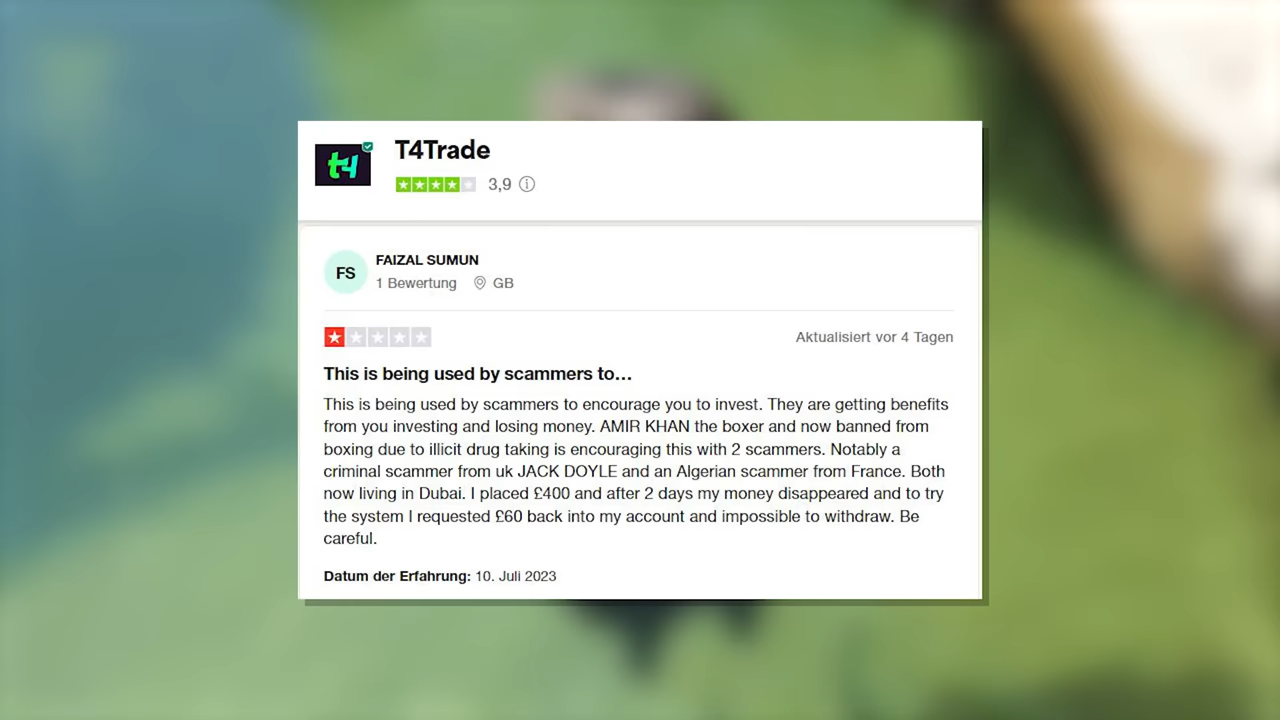 t4
T4Trade
3,9
FS
FAIZAL SUMUN
1 Bewertung GB
Aktualisiert vor 4 Tagen
This is being used by scammers to…
This is being used by scammers to encourage you to invest. They are getting benefits
from you investing and losing money. AMIR KHAN the boxer and now banned from
boxing due to illicit drug taking is encouraging this with 2 scammers. Notably a
criminal scammer from uk JACK DOYLE and an Algerian scammer from France. Both
now living in Dubai. I placed £400 and after 2 days my money disappeared and to try
the system I requested £60 back into my account and impossible to withdraw. Be
careful.
Datum der Erfahrung: 10. Juli 2023